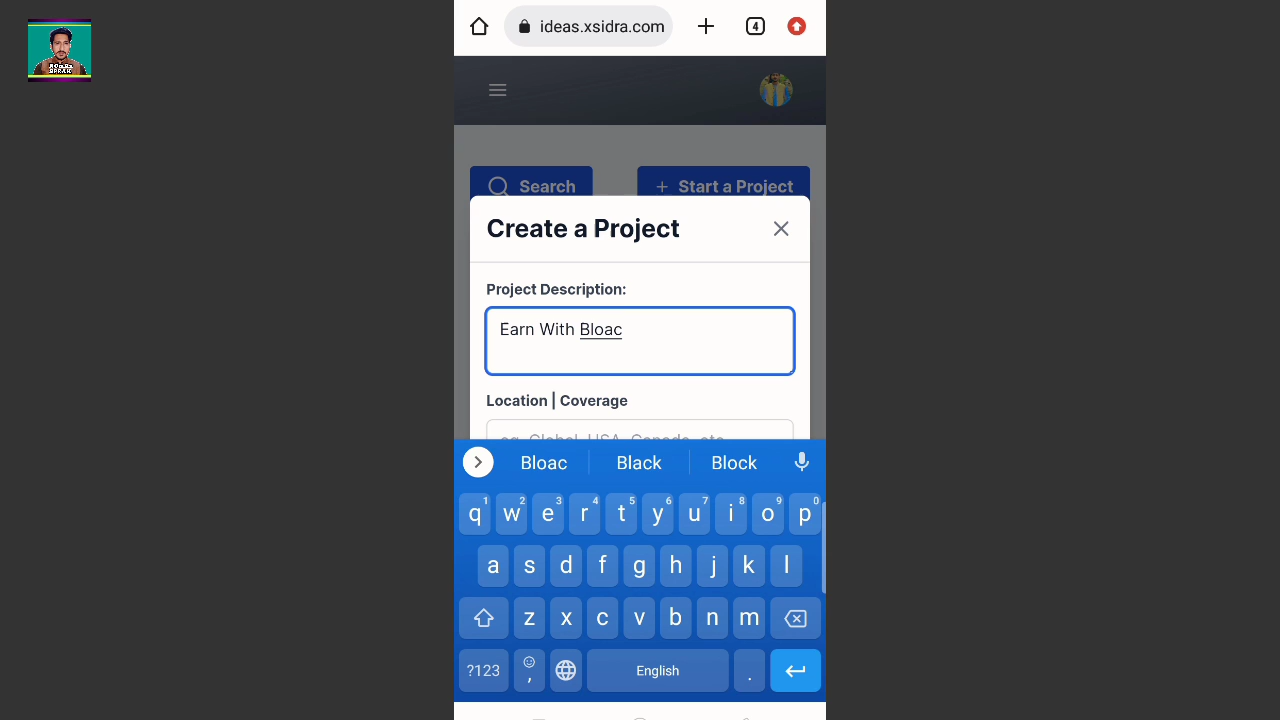 ideas.xsidra.com
4
Search
+ Start a Project
Create a Project
Project Description:
Earn With Bloac
Location | Coverage
eg. Global, USA, Canada, etc
Bloac Black Block
q1 w2 e3 r4 t5 y6 u7 i8 o9 p0
a s d f g h j k l
z x c v b n m
?123 , English .